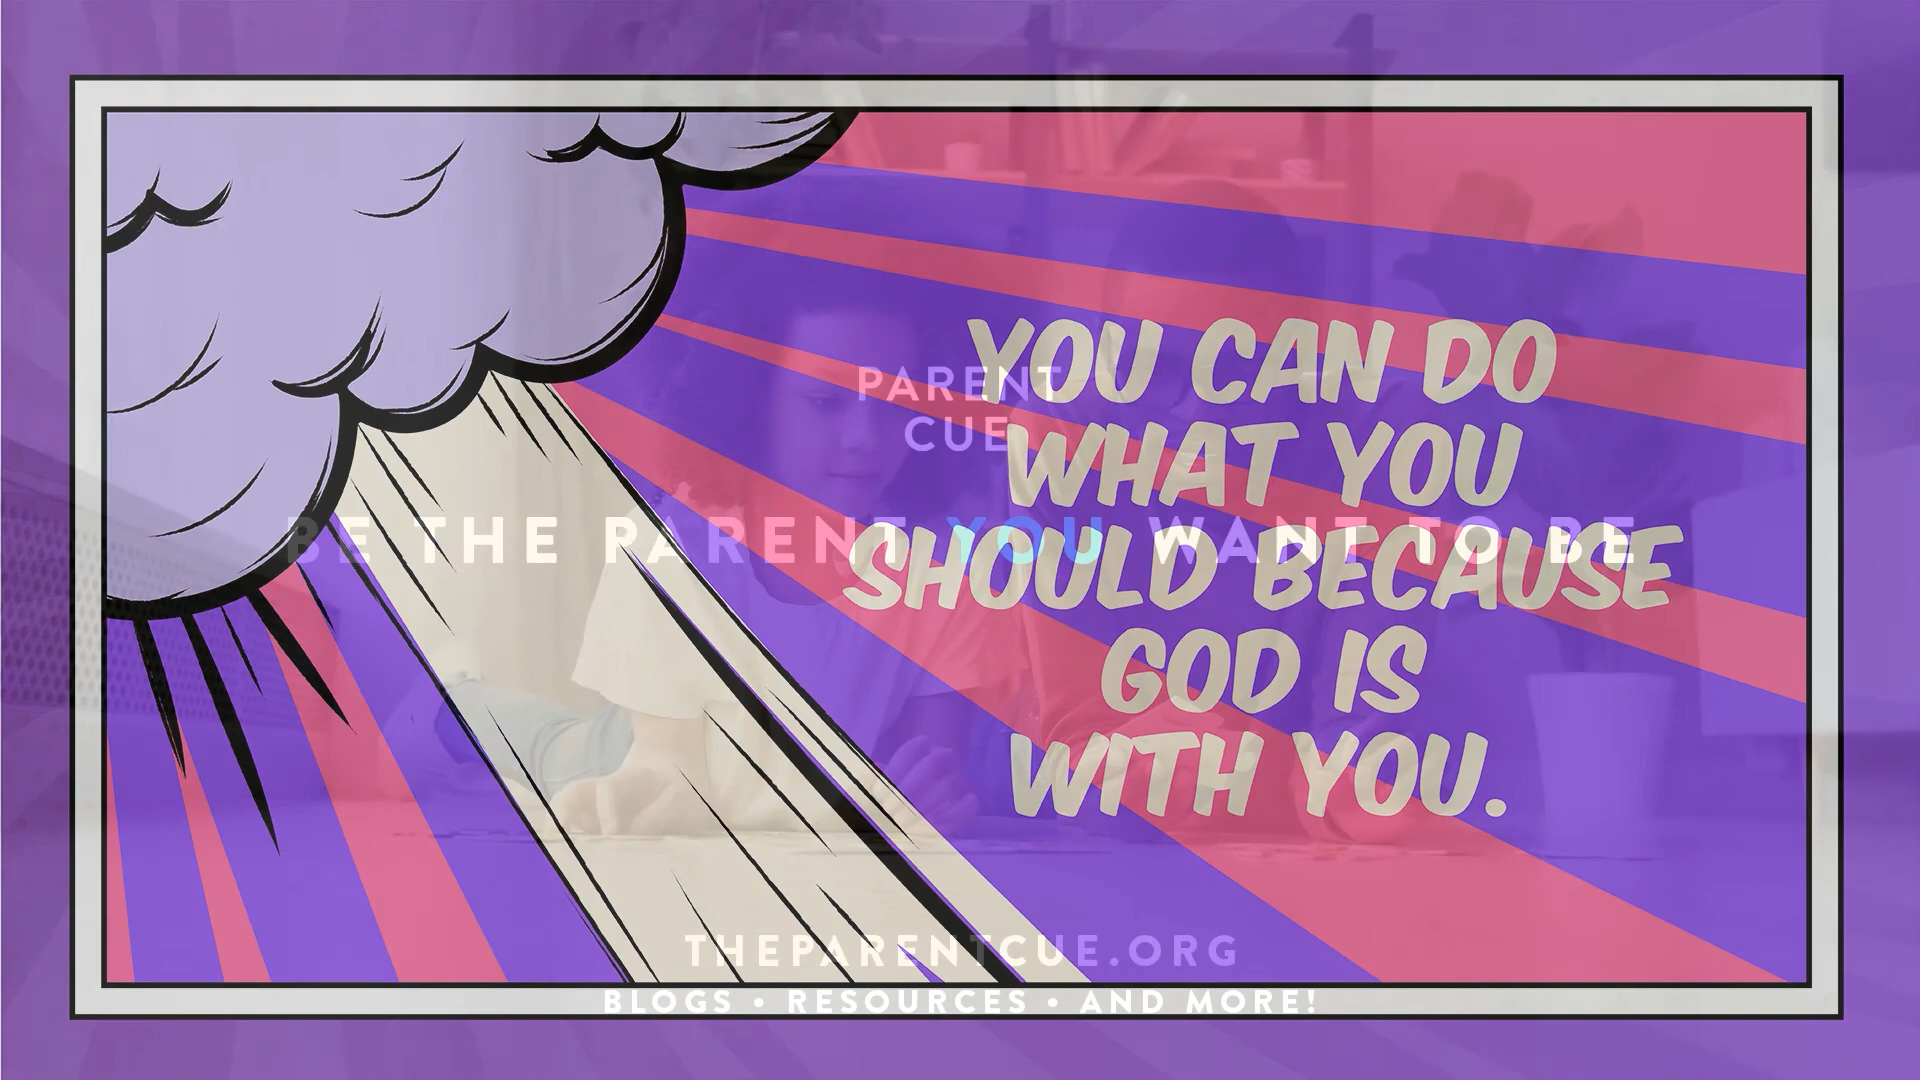 YOU CAN DO
WHAT YOU
SHOULD BECAUSE
GOD IS
WITH YOU.
PARENT
CUE
BE THE PARENT YOU WANT TO BE
THEPARENTCUE.ORG
BLOGS • RESOURCES • AND MORE!